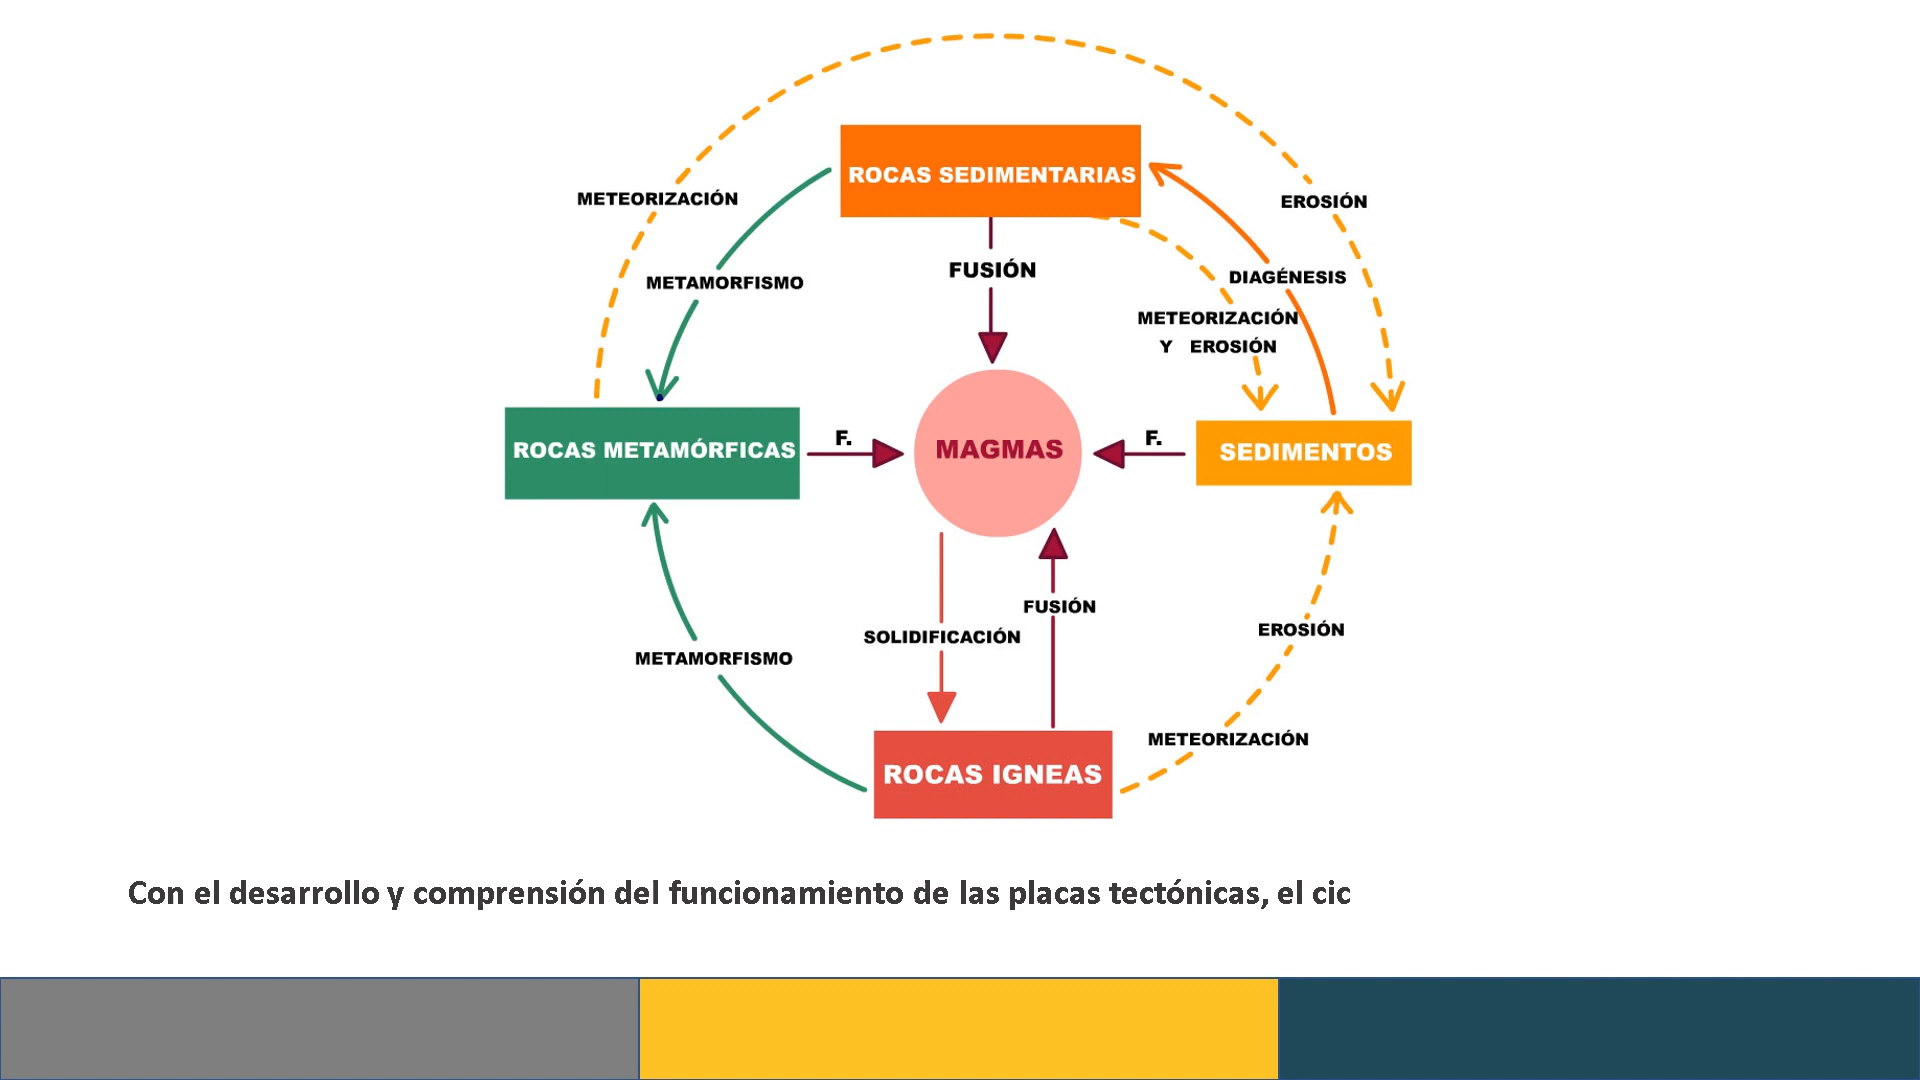 ROCAS SEDIMENTARIAS
METEORIZACIÓN
EROSIÓN
METAMORFISMO
FUSIÓN
DIAGÉNESIS
METEORIZACIÓN
Y EROSIÓN
ROCAS METAMÓRFICAS
F.
MAGMAS
F.
SEDIMENTOS
FUSIÓN
SOLIDIFICACIÓN
EROSIÓN
METAMORFISMO
METEORIZACIÓN
ROCAS IGNEAS
Con el desarrollo y comprensión del funcionamiento de las placas tectónicas, el cic